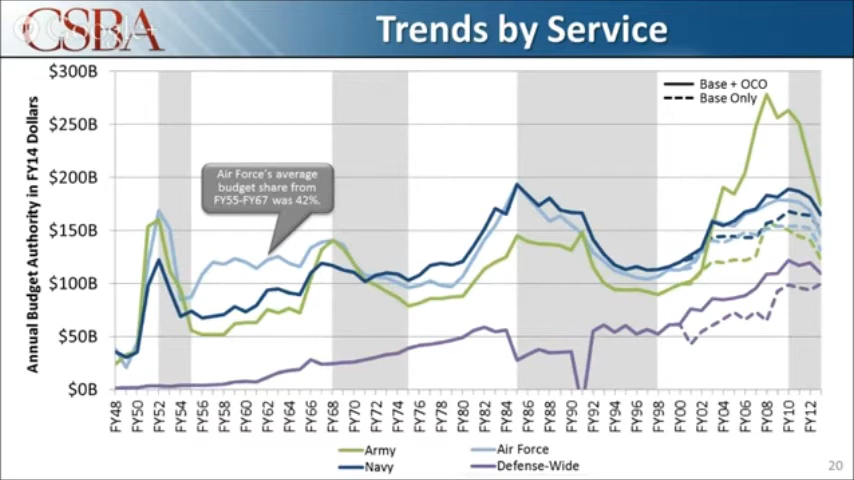 CSBA
Google+
Trends by Service
Annual Budget Authority in FY14 Dollars
$300B
$250B
$200B
$150B
$100B
$50B
$0B
Base + OCO
Base Only
Air Force's average
budget share from
FY55-FY67 was 42%.
FY48
FY50
FY52
FY54
FY56
FY58
FY60
FY62
FY64
FY66
FY68
FY70
FY72
FY74
FY76
FY78
FY80
FY82
FY84
FY86
FY88
FY90
FY92
FY94
FY96
FY98
FY00
FY02
FY04
FY06
FY08
FY10
FY12
Army
Air Force
Navy
Defense-Wide
20